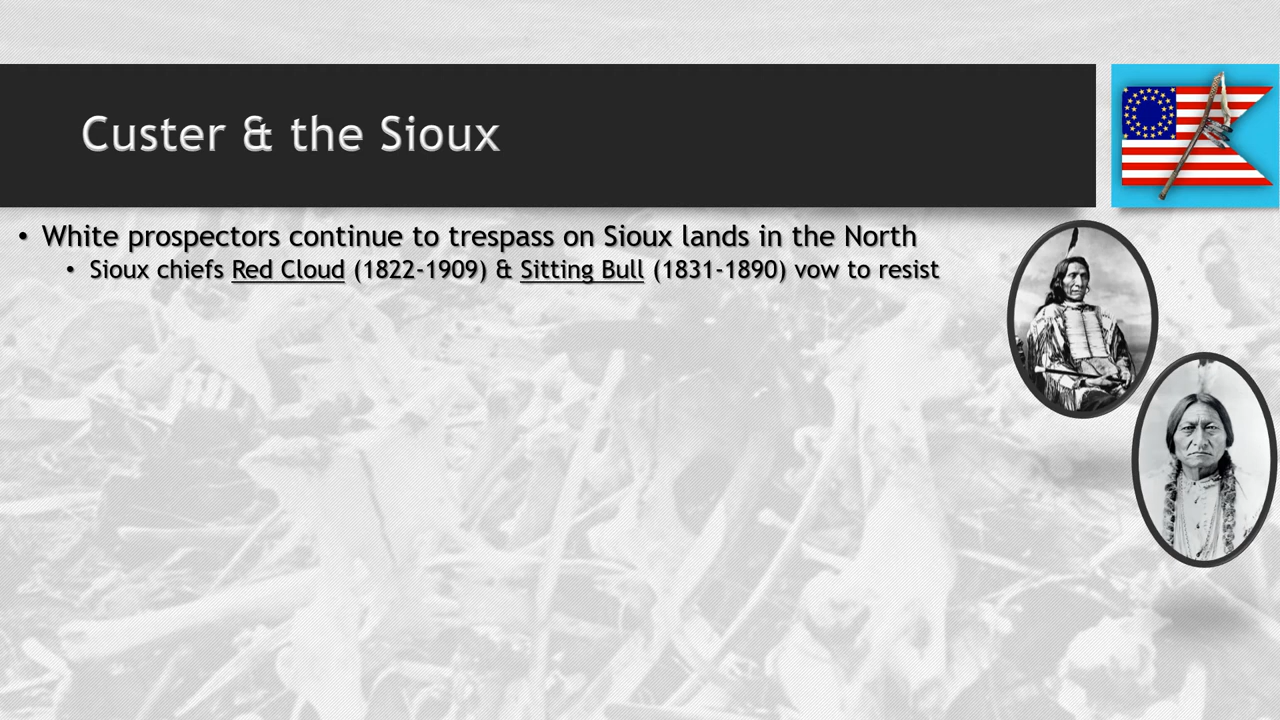 Custer & the Sioux
• White prospectors continue to trespass on Sioux lands in the North
• Sioux chiefs Red Cloud (1822-1909) & Sitting Bull (1831-1890) vow to resist